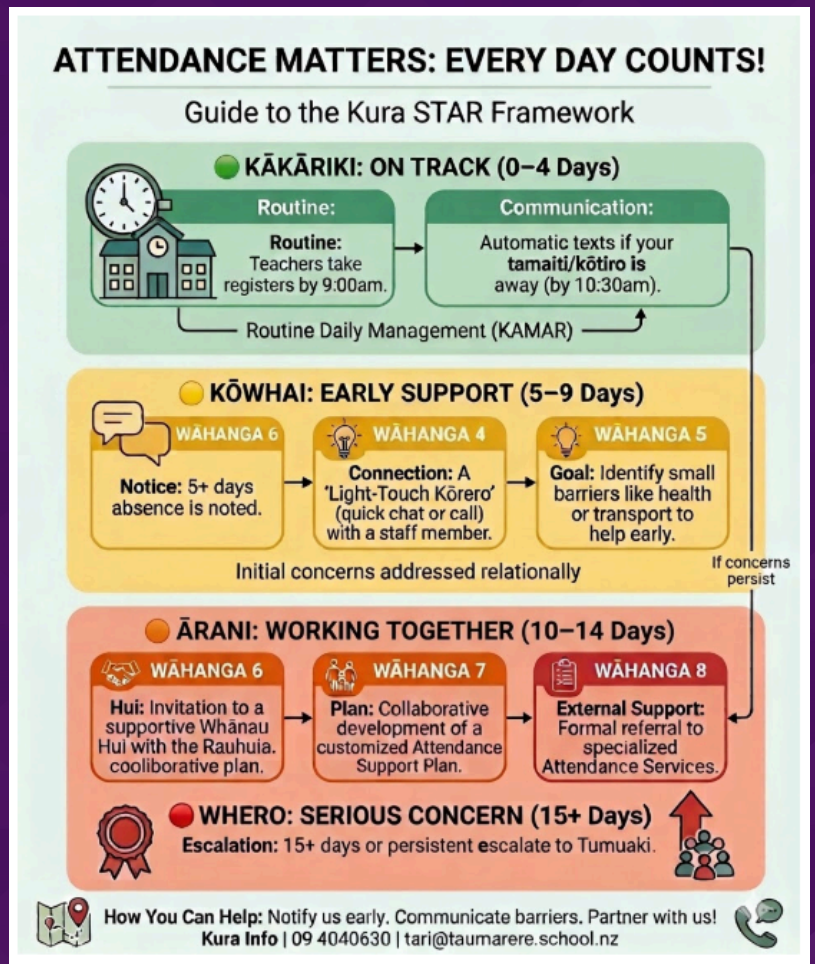 ATTENDANCE MATTERS: EVERY DAY COUNTS!
Guide to the Kura STAR Framework
KĀKĀRIKI: ON TRACK (0–4 Days)
Routine:
Routine:
Teachers take
registers by 9:00am.
Communication:
Automatic texts if your
tamaiti/kōtiro is
away (by 10:30am).
Routine Daily Management (KAMAR)
KŌWHAI: EARLY SUPPORT (5–9 Days)
WĀHANGA 6
Notice: 5+ days
absence is noted.
WĀHANGA 4
Connection: A
'Light-Touch Kōrero'
(quick chat or call)
with a staff member.
WĀHANGA 5
Goal: Identify small
barriers like health
or transport to
help early.
Initial concerns addressed relationally
If concerns
persist
ĀRANI: WORKING TOGETHER (10–14 Days)
WĀHANGA 6
Hui: Invitation to a
supportive Whānau
Hui with the Rauhuia.
cooliborative plan.
WĀHANGA 7
Plan: Collaborative
development of a
customized Attendance
Support Plan.
WĀHANGA 8
External Support:
Formal referral to
specialized
Attendance Services.
WHERO: SERIOUS CONCERN (15+ Days)
Escalation: 15+ days or persistent escalate to Tumuaki.
How You Can Help: Notify us early. Communicate barriers. Partner with us!
Kura Info | 09 4040630 | tari@taumarere.school.nz